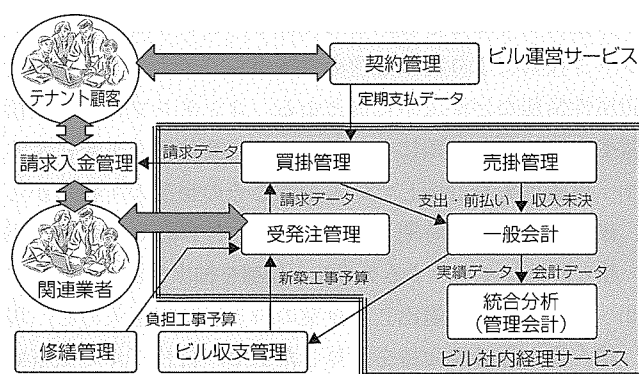 ビル運営サービス
契約管理
テナント顧客
定期支払データ
請求データ
買掛管理
売掛管理
請求入金管理
請求データ
支出・前払い
収入未決
受発注管理
一般会計
関連業者
新築工事予算
実績データ
会計データ
負担工事予算
統合分析
(管理会計)
修繕管理
ビル収支管理
ビル社内経理サービス